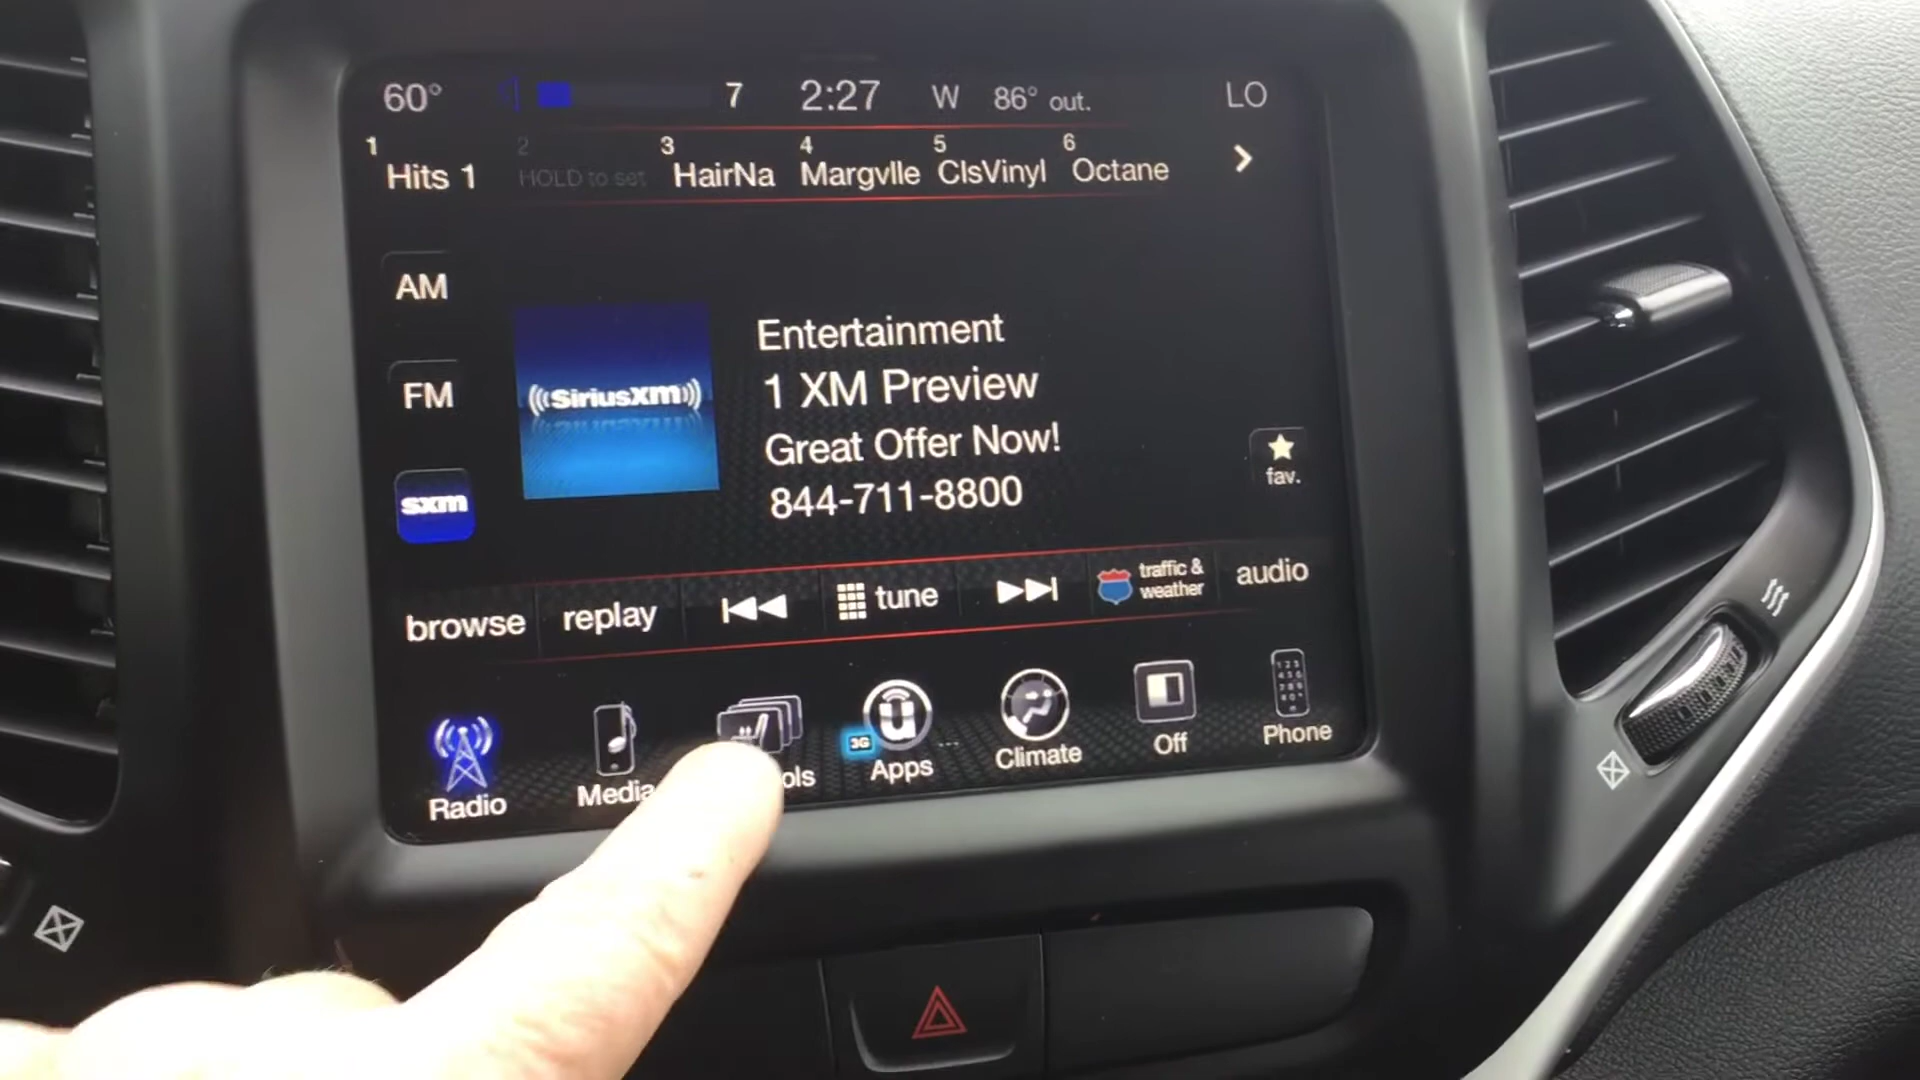 60° 7 2:27 W 86° out. LO
1 2 3 4 5 6
Hits 1 HOLD to set HairNa Margvlle ClsVinyl Octane
AM
FM
sxm
SiriusXM
Entertainment
1 XM Preview
Great Offer Now!
844-711-8800
fav.
browse replay tune traffic & weather audio
3G
Radio Media ols Apps Climate Off Phone